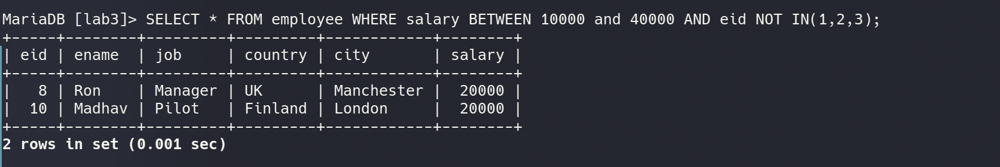 MariaDB [lab3]> SELECT * FROM employee WHERE salary BETWEEN 10000 and 40000 AND eid NOT IN(1,2,3);
+-----+--------+---------+---------+------------+--------+
| eid | ename  | job     | country | city       | salary |
+-----+--------+---------+---------+------------+--------+
|   8 | Ron    | Manager | UK      | Manchester |  20000 |
|  10 | Madhav | Pilot   | Finland | London     |  20000 |
+-----+--------+---------+---------+------------+--------+
2 rows in set (0.001 sec)